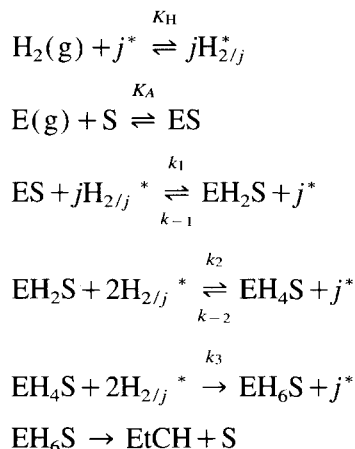 K_H
H₂(g) + j* ⇌ jH*₂/ⱼ
K_A
E(g) + S ⇌ ES
k₁
ES + jH₂/ⱼ * ⇌ EH₂S + j*
k₋₁
k₂
EH₂S + 2H₂/ⱼ * ⇌ EH₄S + j*
k₋₂
k₃
EH₄S + 2H₂/ⱼ * → EH₆S + j*
EH₆S → EtCH + S